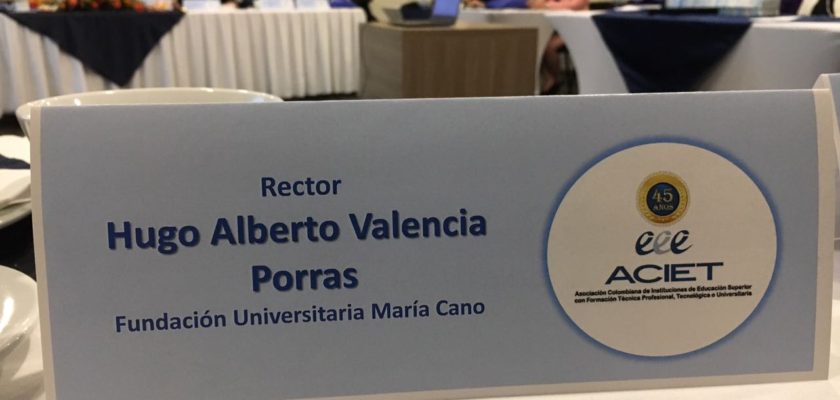 Rector
Hugo Alberto Valencia
Porras
Fundación Universitaria María Cano
45
AÑOS
eee
ACIET
Asociación Colombiana de Instituciones de Educación Superior
con Formación Técnica Profesional, Tecnológica o Universitaria